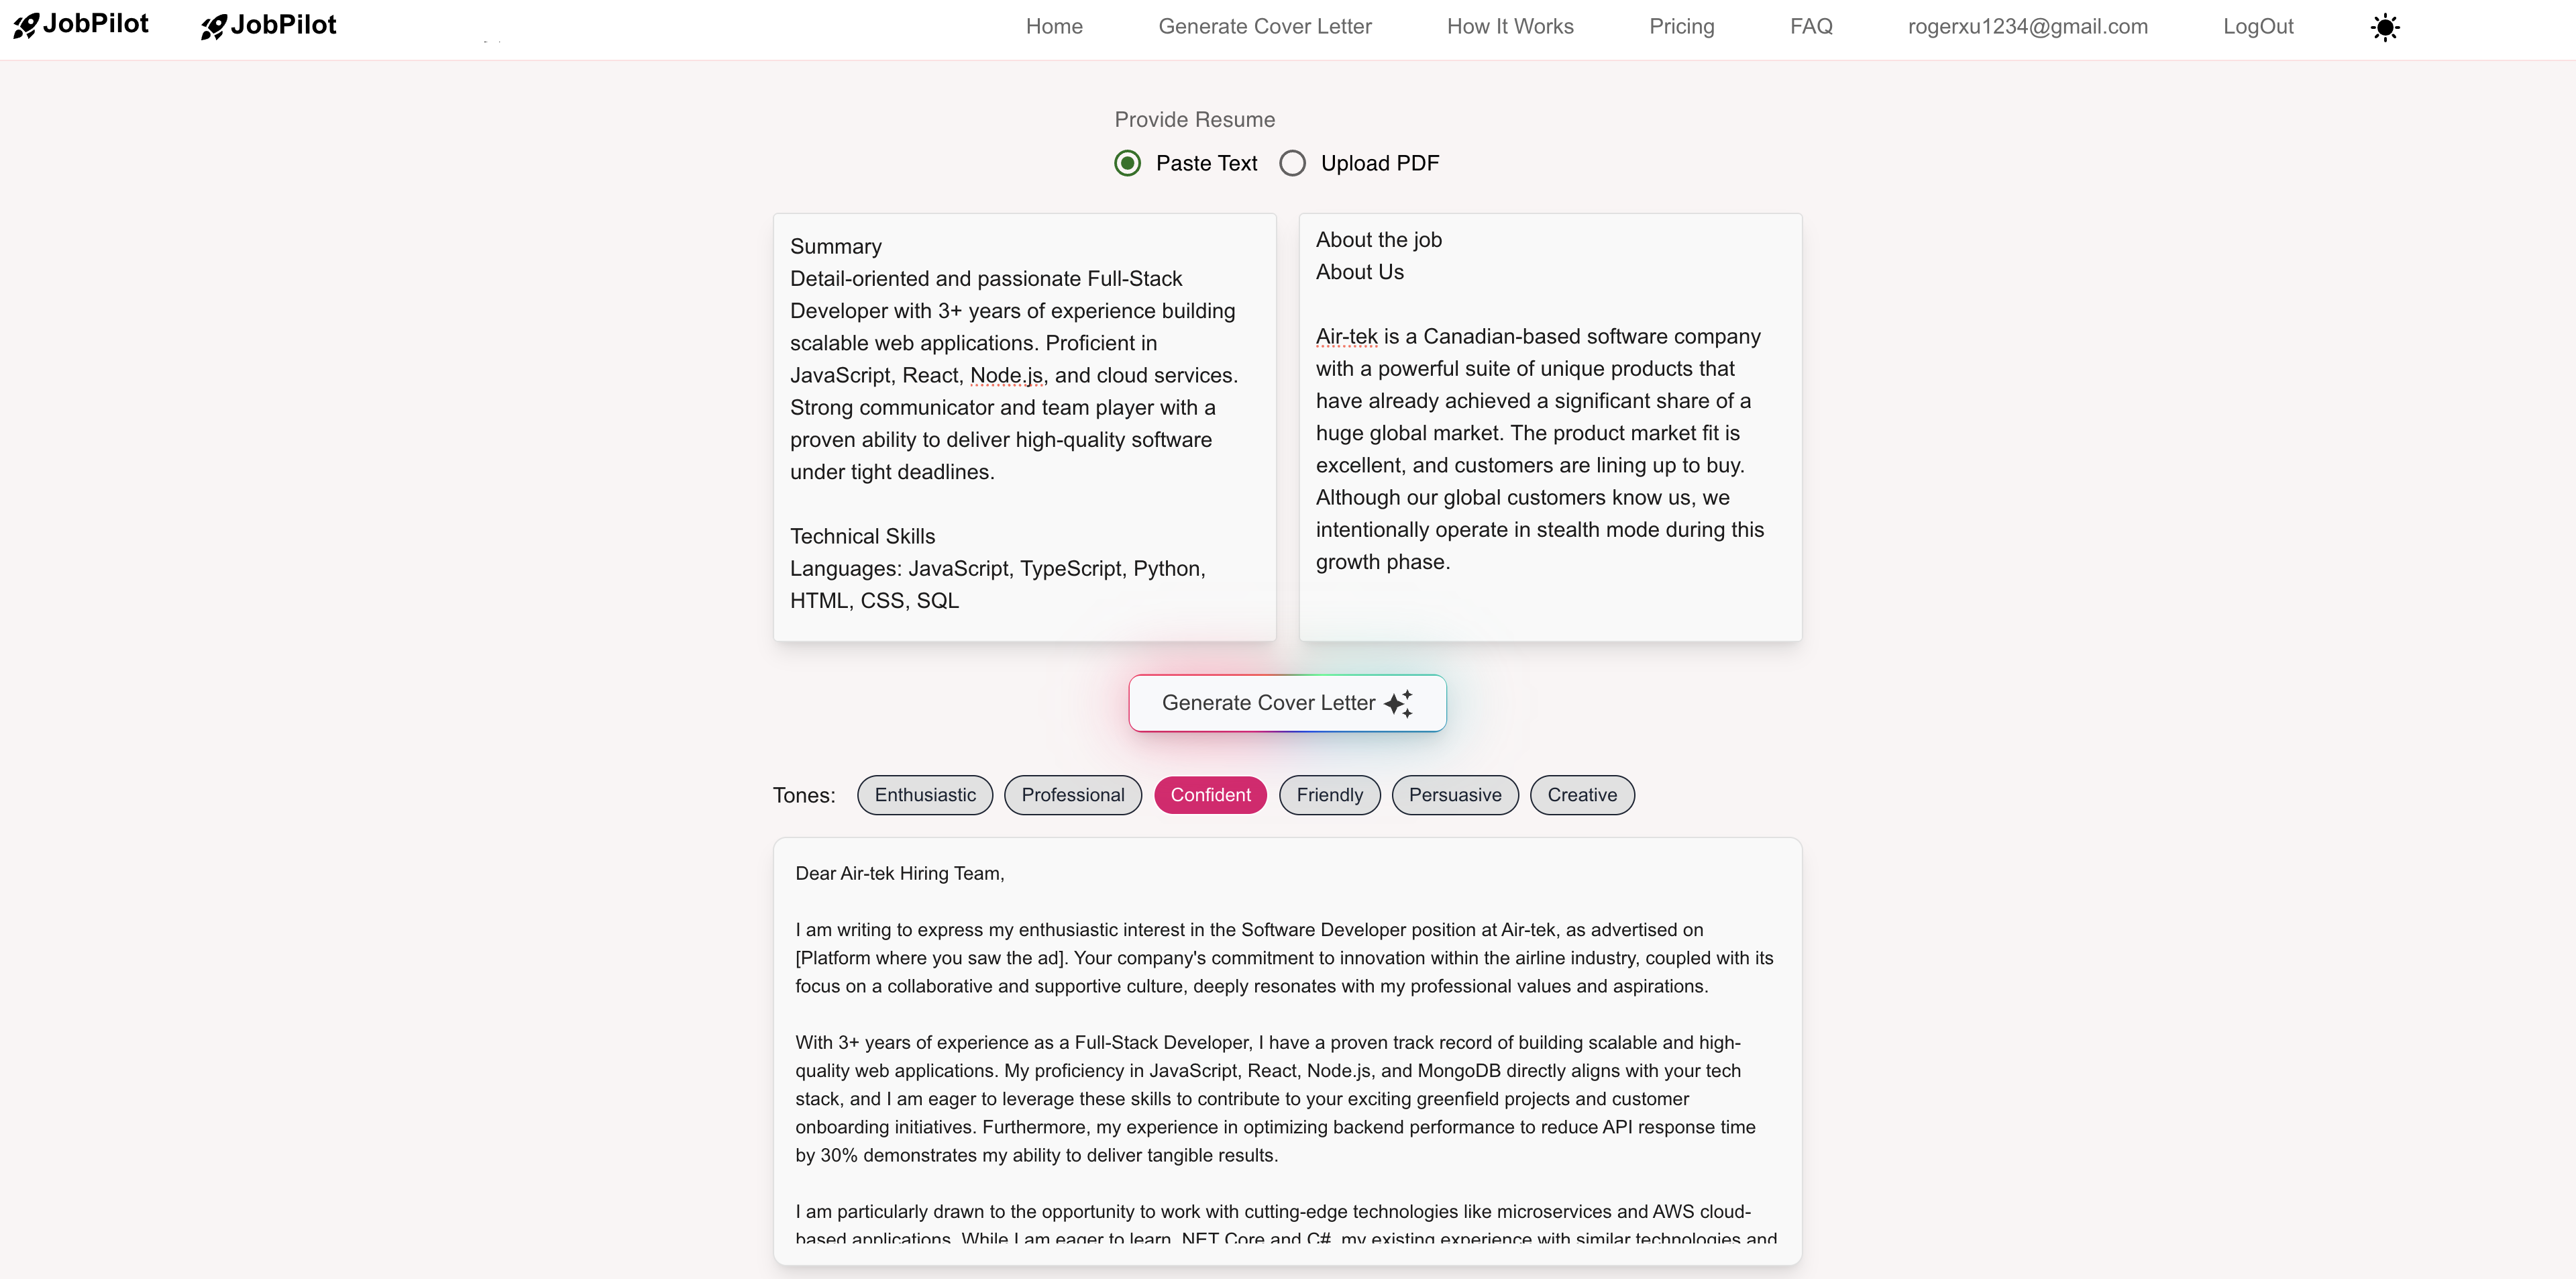 JobPilot JobPilot Home Generate Cover Letter How It Works Pricing FAQ rogerxu1234@gmail.com LogOut
Provide Resume
Paste Text Upload PDF
Summary
Detail-oriented and passionate Full-Stack
Developer with 3+ years of experience building
scalable web applications. Proficient in
JavaScript, React, Node.js, and cloud services.
Strong communicator and team player with a
proven ability to deliver high-quality software
under tight deadlines.
Technical Skills
Languages: JavaScript, TypeScript, Python,
HTML, CSS, SQL
About the job
About Us
Air-tek is a Canadian-based software company
with a powerful suite of unique products that
have already achieved a significant share of a
huge global market. The product market fit is
excellent, and customers are lining up to buy.
Although our global customers know us, we
intentionally operate in stealth mode during this
growth phase.
Generate Cover Letter
Tones: Enthusiastic Professional Confident Friendly Persuasive Creative
Dear Air-tek Hiring Team,
I am writing to express my enthusiastic interest in the Software Developer position at Air-tek, as advertised on
[Platform where you saw the ad]. Your company's commitment to innovation within the airline industry, coupled with its
focus on a collaborative and supportive culture, deeply resonates with my professional values and aspirations.
With 3+ years of experience as a Full-Stack Developer, I have a proven track record of building scalable and high-
quality web applications. My proficiency in JavaScript, React, Node.js, and MongoDB directly aligns with your tech
stack, and I am eager to leverage these skills to contribute to your exciting greenfield projects and customer
onboarding initiatives. Furthermore, my experience in optimizing backend performance to reduce API response time
by 30% demonstrates my ability to deliver tangible results.
I am particularly drawn to the opportunity to work with cutting-edge technologies like microservices and AWS cloud-
based applications. While I am eager to learn .NET Core and C#, my existing experience with similar technologies and